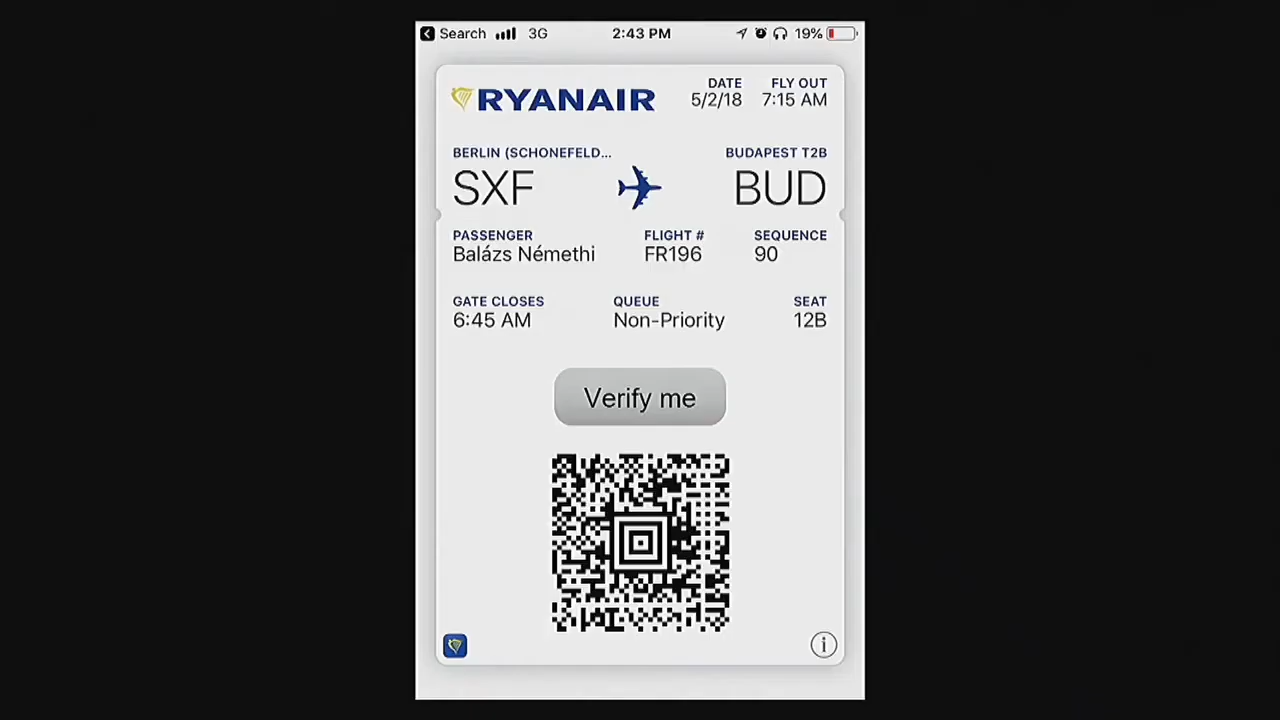 Search 3G 2:43 PM 19%
RYANAIR
DATE FLY OUT
5/2/18 7:15 AM
BERLIN (SCHONEFELD... BUDAPEST T2B
SXF BUD
PASSENGER FLIGHT # SEQUENCE
Balázs Némethi FR196 90
GATE CLOSES QUEUE SEAT
6:45 AM Non-Priority 12B
Verify me